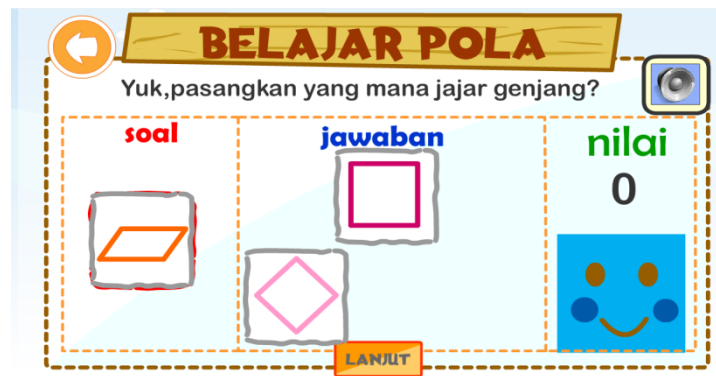 BELAJAR POLA
Yuk,pasangkan yang mana jajar genjang?
soal
jawaban
nilai
0
LANJUT